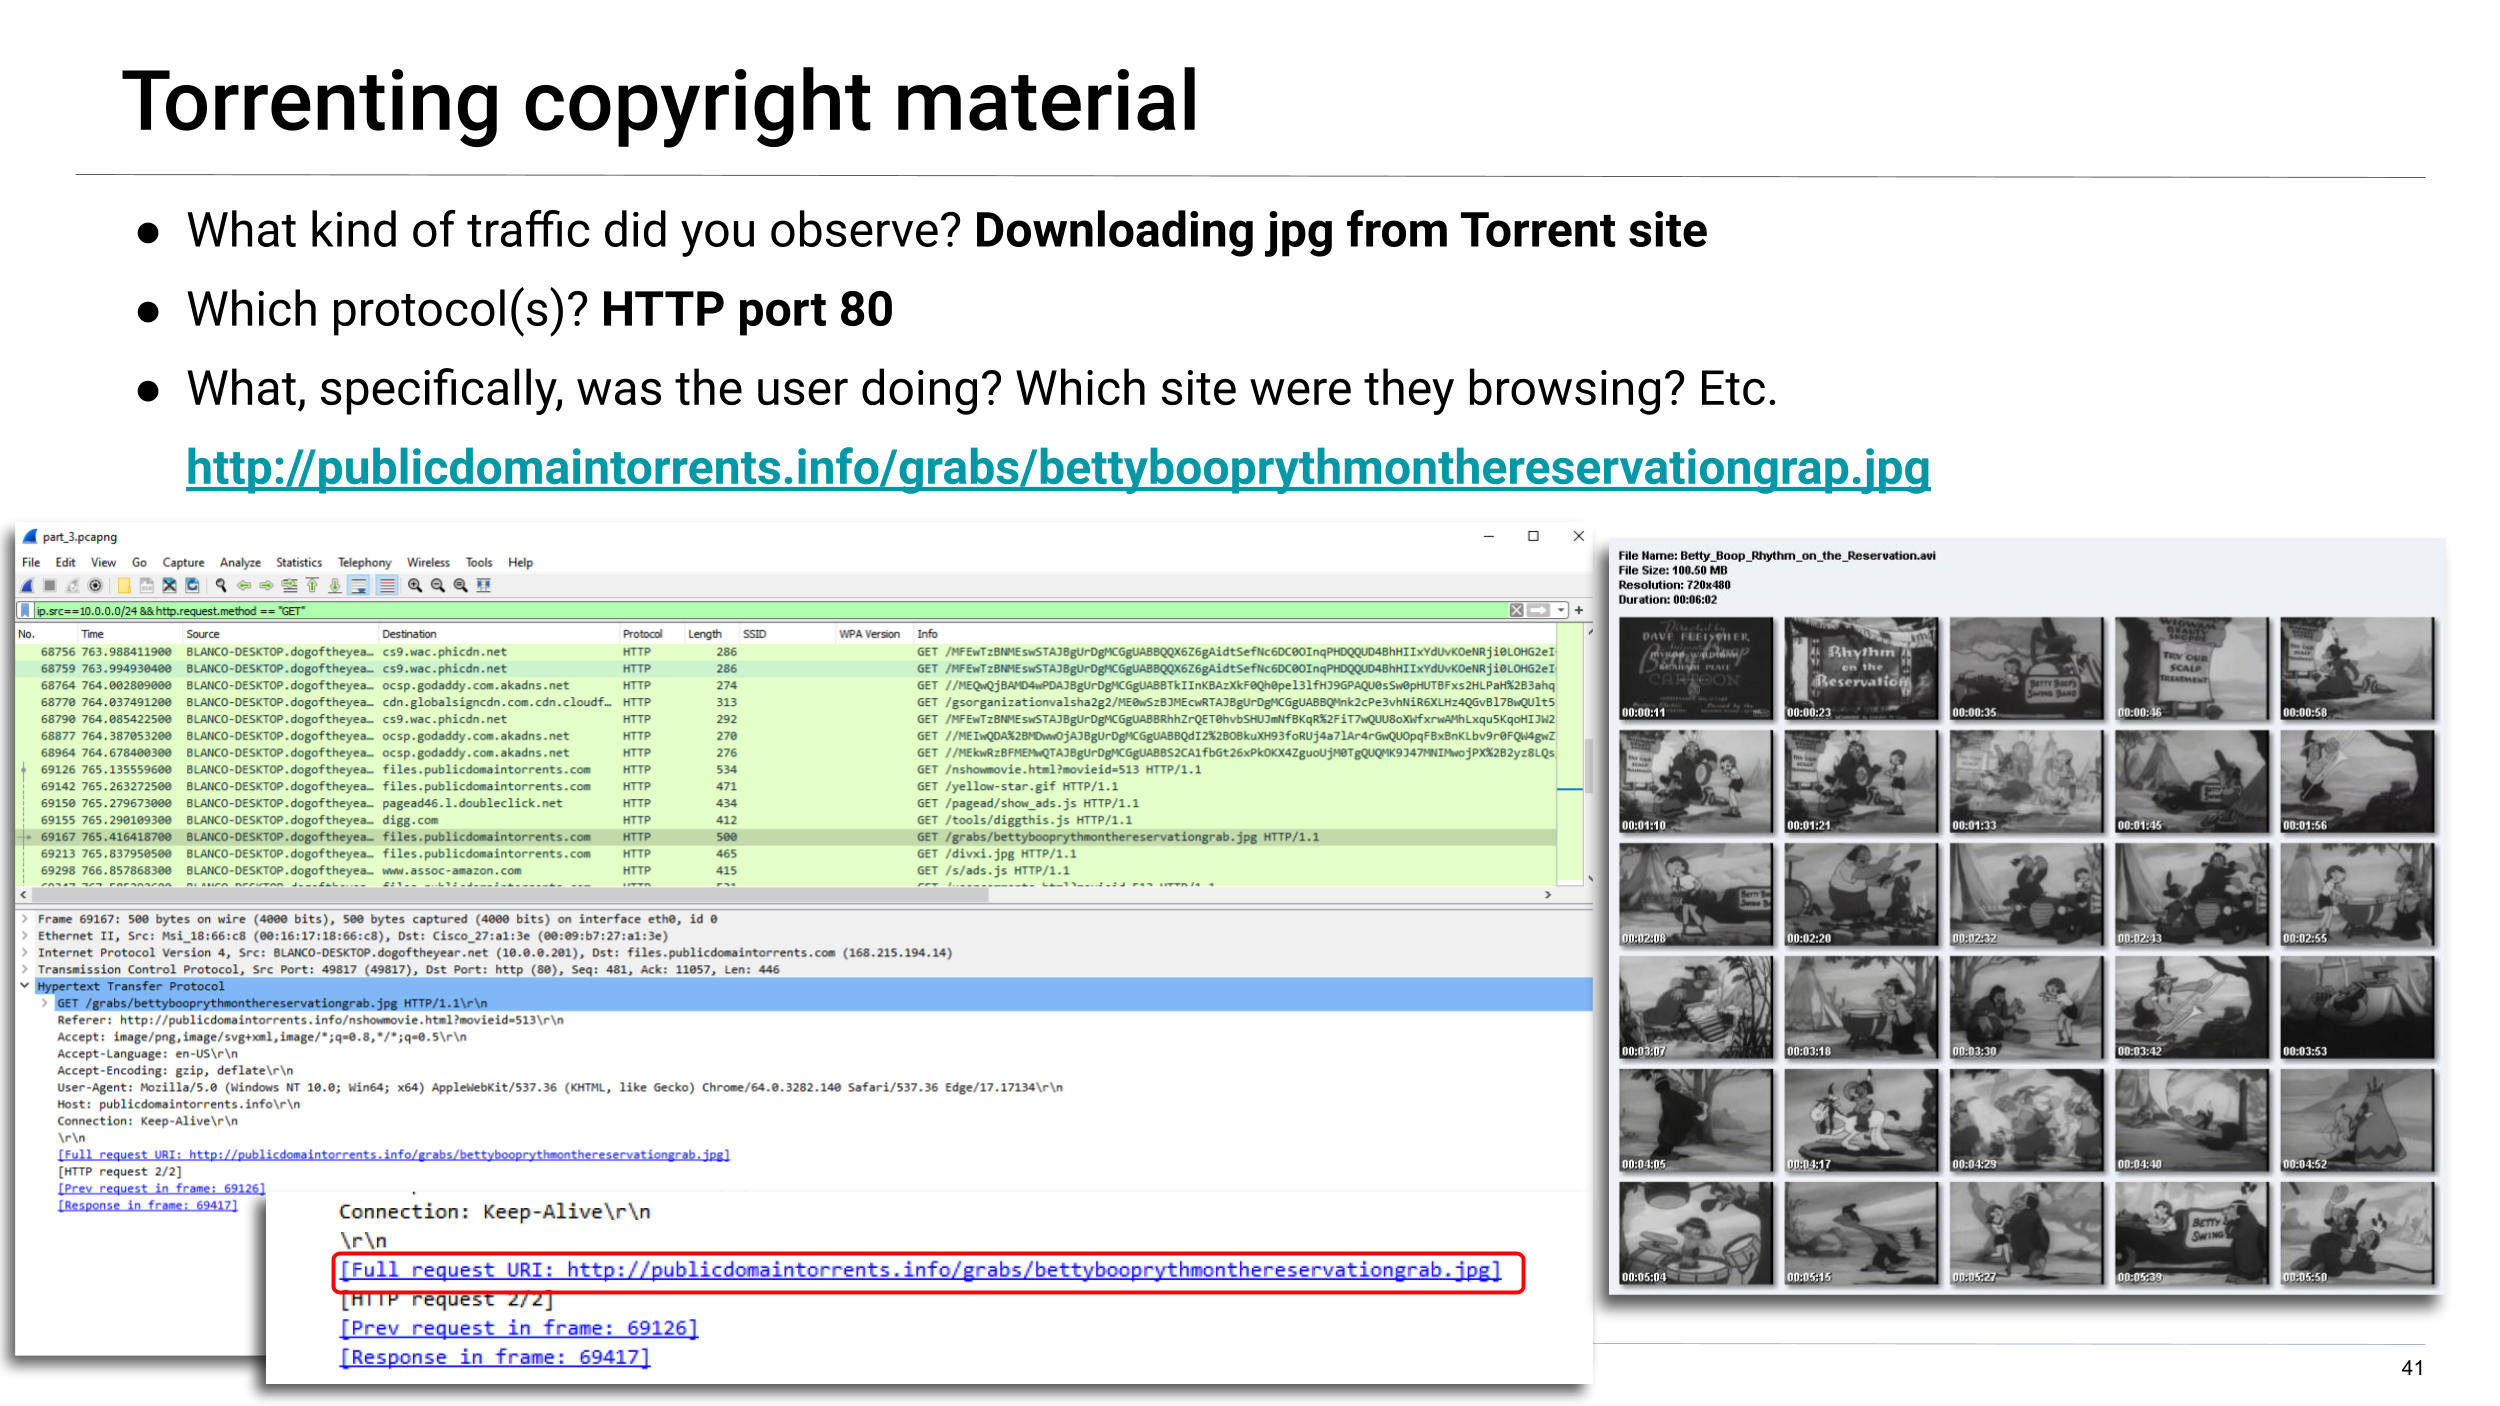 Torrenting copyright material
● What kind of traffic did you observe? Downloading jpg from Torrent site
● Which protocol(s)? HTTP port 80
● What, specifically, was the user doing? Which site were they browsing? Etc.
http://publicdomaintorrents.info/grabs/bettybooprythmonthereservationgrap.jpg
part_3.pcapng
File Edit View Go Capture Analyze Statistics Telephony Wireless Tools Help
ip.src==10.0.0.0/24 && http.request.method == "GET"
No. Time Source Destination Protocol Length SSID WPA Version Info
68756 763.988411900 BLANCO-DESKTOP.dogoftheyea… cs9.wac.phicdn.net HTTP 286 GET
68759 763.994930400 BLANCO-DESKTOP.dogoftheyea… cs9.wac.phicdn.net HTTP 286 GET
68764 764.002809000 BLANCO-DESKTOP.dogoftheyea… ocsp.godaddy.com.akadns.net HTTP 274 GET
68770 764.037491200 BLANCO-DESKTOP.dogoftheyea… cdn.globalsigncdn.com.cdn.cloudf… HTTP 313 GET
68790 764.085422500 BLANCO-DESKTOP.dogoftheyea… cs9.wac.phicdn.net HTTP 292 GET
68877 764.387053200 BLANCO-DESKTOP.dogoftheyea… ocsp.godaddy.com.akadns.net HTTP 270 GET
68964 764.678400300 BLANCO-DESKTOP.dogoftheyea… ocsp.godaddy.com.akadns.net HTTP 276 GET
69126 765.135559600 BLANCO-DESKTOP.dogoftheyea… files.publicdomaintorrents.com HTTP 534 GET /nshowmovie.html?movieid=513 HTTP/1.1
69142 765.263272500 BLANCO-DESKTOP.dogoftheyea… files.publicdomaintorrents.com HTTP 471 GET /yellow-star.gif HTTP/1.1
69150 765.279673000 BLANCO-DESKTOP.dogoftheyea… pagead46.l.doubleclick.net HTTP 434 GET /pagead/show_ads.js HTTP/1.1
69155 765.290109300 BLANCO-DESKTOP.dogoftheyea… digg.com HTTP 412 GET /tools/diggthis.js HTTP/1.1
69167 765.416418700 BLANCO-DESKTOP.dogoftheyea… files.publicdomaintorrents.com HTTP 500 GET /grabs/bettybooprythmonthereservationgrab.jpg HTTP/1.1
69213 765.837950500 BLANCO-DESKTOP.dogoftheyea… files.publicdomaintorrents.com HTTP 465 GET /divxi.jpg HTTP/1.1
69298 766.857868300 BLANCO-DESKTOP.dogoftheyea… www.assoc-amazon.com HTTP 415 GET /s/ads.js HTTP/1.1
Frame 69167: 500 bytes on wire (4000 bits), 500 bytes captured (4000 bits) on interface eth0, id 0
Ethernet II, Src: Msi_18:66:c8 (00:16:17:18:66:c8), Dst: Cisco_27:a1:3e (00:09:b7:27:a1:3e)
Internet Protocol Version 4, Src: BLANCO-DESKTOP.dogoftheyear.net (10.0.0.201), Dst: files.publicdomaintorrents.com (168.215.194.14)
Transmission Control Protocol, Src Port: 49817 (49817), Dst Port: http (80), Seq: 481, Ack: 11057, Len: 446
Hypertext Transfer Protocol
GET /grabs/bettybooprythmonthereservationgrab.jpg HTTP/1.1\r\n
Referer: http://publicdomaintorrents.info/nshowmovie.html?movieid=513\r\n
Accept: image/png,image/svg+xml,image/*;q=0.8,*/*;q=0.5\r\n
Accept-Language: en-US\r\n
Accept-Encoding: gzip, deflate\r\n
User-Agent: Mozilla/5.0 (Windows NT 10.0; Win64; x64) AppleWebKit/537.36 (KHTML, like Gecko) Chrome/64.0.3282.140 Safari/537.36 Edge/17.17134\r\n
Host: publicdomaintorrents.info\r\n
Connection: Keep-Alive\r\n
\r\n
[Full request URI: http://publicdomaintorrents.info/grabs/bettybooprythmonthereservationgrab.jpg]
[HTTP request 2/2]
[Prev request in frame: 69126]
[Response in frame: 69417]
Connection: Keep-Alive\r\n
\r\n
[Full request URI: http://publicdomaintorrents.info/grabs/bettybooprythmonthereservationgrab.jpg]
[HTTP request 2/2]
[Prev request in frame: 69126]
[Response in frame: 69417]
File Name: Betty_Boop_Rhythm_on_the_Reservation.avi
File Size: 100.50 MB
Resolution: 720x480
Duration: 00:06:02
DAVE FLEISCHER
CARTOON
Rhythm
on the
Reservation
BETTY BOOP'S
SWING BAND
TRY OUR
SCALP
TREATMENT
00:00:11 00:00:23 00:00:35 00:00:46 00:00:58
00:01:10 00:01:21 00:01:33 00:01:45 00:01:56
00:02:08 00:02:20 00:02:32 00:02:43 00:02:55
00:03:07 00:03:18 00:03:30 00:03:42 00:03:53
00:04:05 00:04:17 00:04:29 00:04:40 00:04:52
BETTY
SWING
00:05:04 00:05:15 00:05:27 00:05:39 00:05:50
41